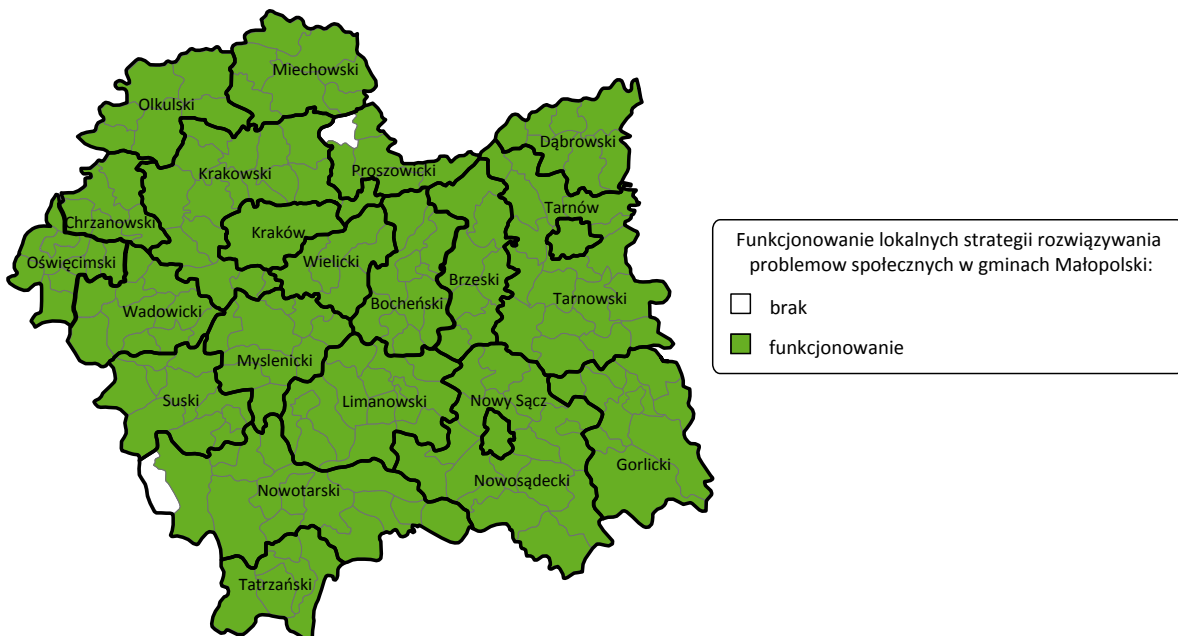 Miechowski
Olkulski
Dąbrowski
Krakowski
Proszowicki
Tarnów
Chrzanowski
Kraków
Oświęcimski
Wielicki
Brzeski
Bocheński
Tarnowski
Wadowicki
Myslenicki
Suski
Limanowski
Nowy Sącz
Gorlicki
Nowotarski
Nowosądecki
Tatrzański
Funkcjonowanie lokalnych strategii rozwiązywania
problemow społecznych w gminach Małopolski:
brak
funkcjonowanie